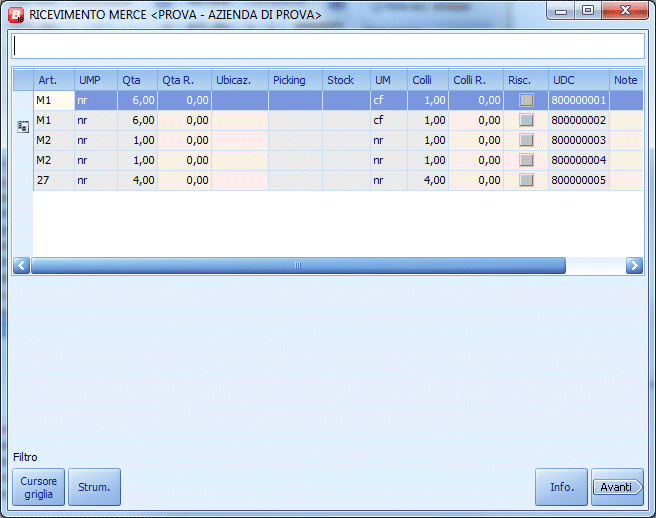 RICEVIMENTO MERCE <PROVA - AZIENDA DI PROVA>
Art. UMP Qta Qta R. Ubicaz. Picking Stock UM Colli Colli R. Risc. UDC Note
M1 nr 6,00 0,00 cf 1,00 0,00 800000001
M1 nr 6,00 0,00 cf 1,00 0,00 800000002
M2 nr 1,00 0,00 nr 1,00 0,00 800000003
M2 nr 1,00 0,00 nr 1,00 0,00 800000004
27 nr 4,00 0,00 nr 4,00 0,00 800000005
Filtro
Cursore
griglia
Strum.
Info.
Avanti